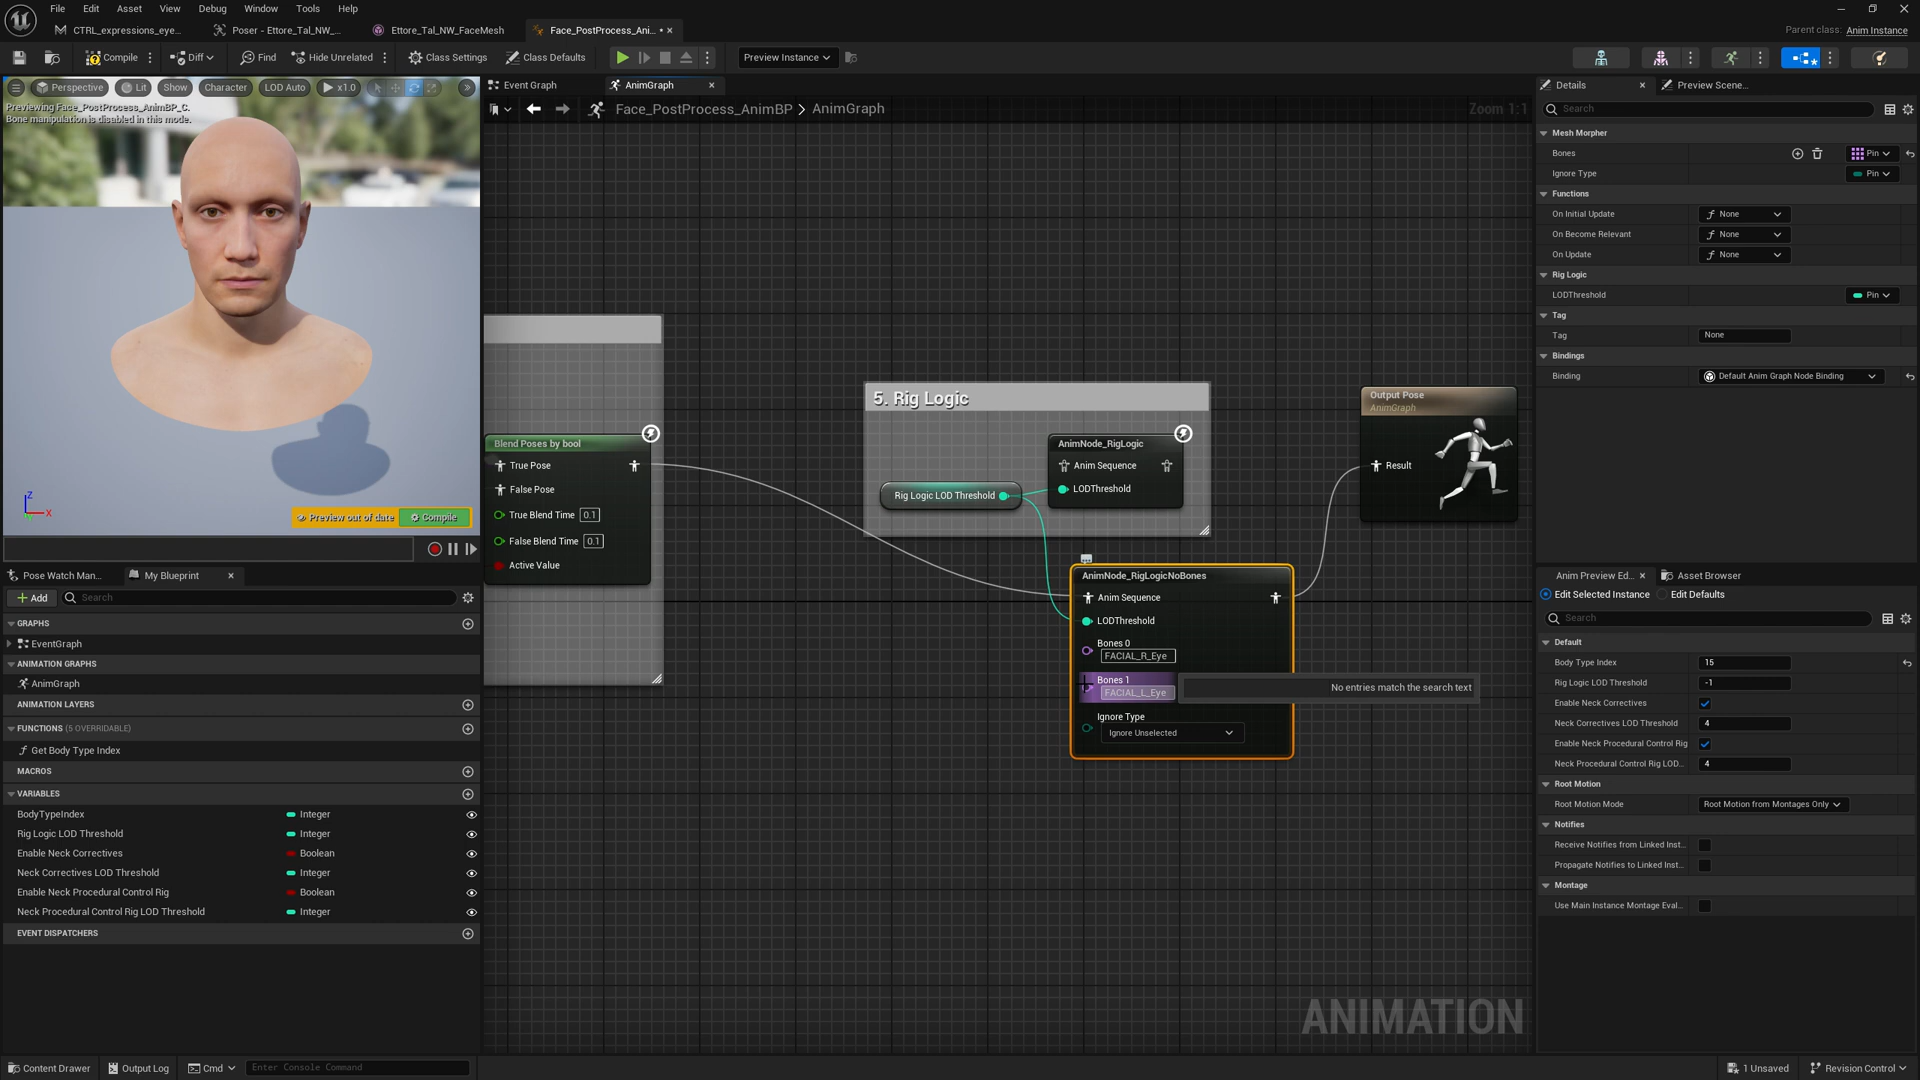 File Edit Asset View Debug Window Tools Help
CTRL_expressions_eye...
Poser - Ettore_Tal_NW_...
Ettore_Tal_NW_FaceMesh
Face_PostProcess_Ani... •
Parent class: Anim Instance
Compile
Diff
Find
Hide Unrelated
Class Settings
Class Defaults
Preview Instance
Perspective
Lit
Show
Character
LOD Auto
x1.0
Previewing Face_PostProcess_AnimBP_C.
Bone manipulation is disabled in this mode.
Z
X
Preview out of date
Compile
Pose Watch Man...
My Blueprint
Add
Search
GRAPHS
EventGraph
ANIMATION GRAPHS
AnimGraph
ANIMATION LAYERS
FUNCTIONS (5 OVERRIDABLE)
Get Body Type Index
MACROS
VARIABLES
BodyTypeIndex Integer
Rig Logic LOD Threshold Integer
Enable Neck Correctives Boolean
Neck Correctives LOD Threshold Integer
Enable Neck Procedural Control Rig Boolean
Neck Procedural Control Rig LOD Threshold Integer
EVENT DISPATCHERS
Event Graph
AnimGraph
Face_PostProcess_AnimBP > AnimGraph
Zoom 1:1
Blend Poses by bool
True Pose
False Pose
True Blend Time 0.1
False Blend Time 0.1
Active Value
5. Rig Logic
Rig Logic LOD Threshold
AnimNode_RigLogic
Anim Sequence
LODThreshold
AnimNode_RigLogicNoBones
Anim Sequence
LODThreshold
Bones 0
FACIAL_R_Eye
Bones 1
FACIAL_L_Eye
No entries match the search text
Ignore Type
Ignore Unselected
Output Pose
AnimGraph
Result
ANIMATION
Details
Preview Scene...
Search
Mesh Morpher
Bones Pin
Ignore Type Pin
Functions
On Initial Update None
On Become Relevant None
On Update None
Rig Logic
LODThreshold Pin
Tag
Tag None
Bindings
Binding Default Anim Graph Node Binding
Anim Preview Ed...
Asset Browser
Edit Selected Instance Edit Defaults
Search
Default
Body Type Index 15
Rig Logic LOD Threshold -1
Enable Neck Correctives
Neck Correctives LOD Threshold 4
Enable Neck Procedural Control Rig
Neck Procedural Control Rig LOD... 4
Root Motion
Root Motion Mode Root Motion from Montages Only
Notifies
Receive Notifies from Linked Inst...
Propagate Notifies to Linked Inst...
Montage
Use Main Instance Montage Eval...
Content Drawer
Output Log
Cmd
Enter Console Command
1 Unsaved
Revision Control